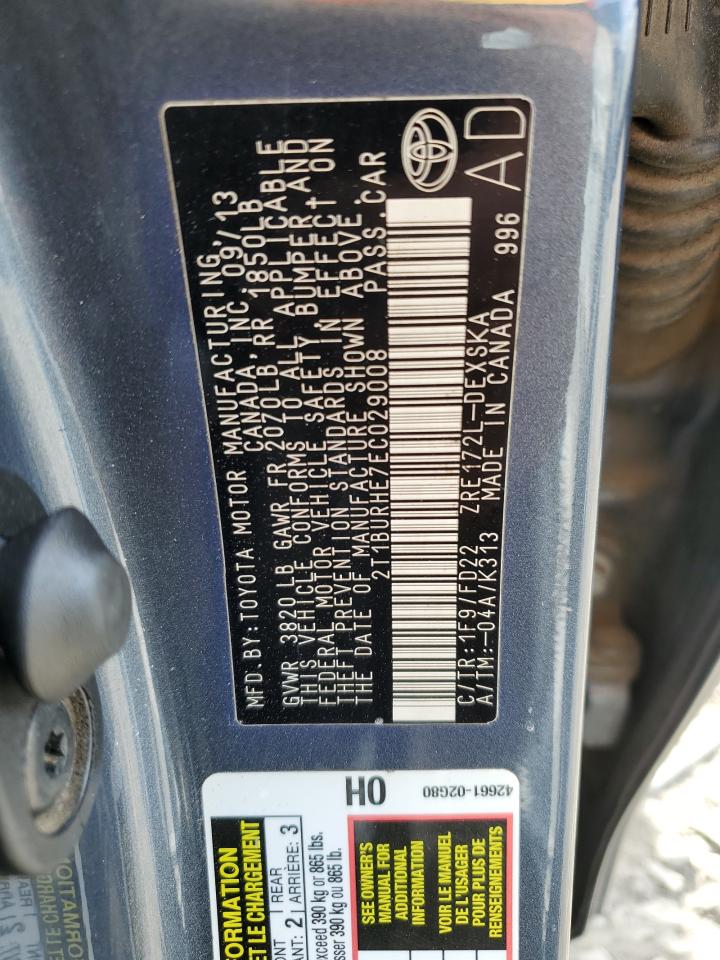 MFD.BY:TOYOTA MOTOR MANUFACTURING,
CANADA, INC. 09/13
GVWR 3820LB GAWR FR 2070LB RR 1850LB
THIS VEHICLE CONFORMS TO ALL APPLICABLE
FEDERAL MOTOR VEHICLE SAFETY, BUMPER, AND
THEFT PREVENTION STANDARDS IN EFFECT ON
THE DATE OF MANUFACTURE SHOWN ABOVE.
2T1BURHE7EC029008 PASS.CAR
C/TR:1F9/FD22 ZRE172L-DEXSKA 996
A/TM:-04A/K313 MADE IN CANADA
AD
OH
42661-02G80
ET LE CHARGEMENT
REAR
2 ARRIÈRE: 3
exceed 390 kg or 865 lbs.
390 kg ou 865 lb.
SEE OWNER'S
MANUAL FOR
ADDITIONAL
INFORMATION
VOIR LE MANUEL
DE L'USAGER
POUR PLUS DE
RENSEIGNEMENTS